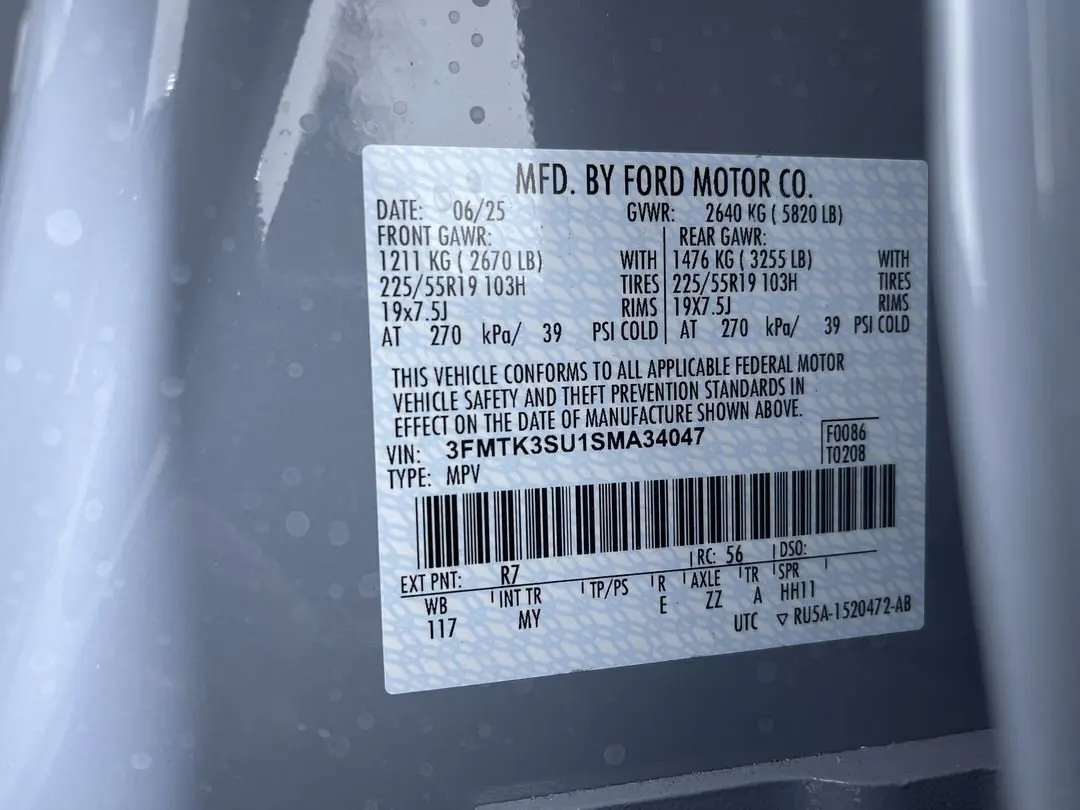 MFD. BY FORD MOTOR CO.
DATE: 06/25 GVWR: 2640 KG ( 5820 LB)
FRONT GAWR: REAR GAWR:
1211 KG ( 2670 LB) WITH 1476 KG ( 3255 LB) WITH
225/55R19 103H TIRES 225/55R19 103H TIRES
19x7.5J RIMS 19X7.5J RIMS
AT 270 kPa/ 39 PSI COLD AT 270 kPa/ 39 PSI COLD
THIS VEHICLE CONFORMS TO ALL APPLICABLE FEDERAL MOTOR
VEHICLE SAFETY AND THEFT PREVENTION STANDARDS IN
EFFECT ON THE DATE OF MANUFACTURE SHOWN ABOVE.
VIN: 3FMTK3SU1SMA34047 F0086
TYPE: MPV T0208
EXT PNT: R7 RC: 56 DSO:
WB INT TR TP/PS R AXLE TR SPR
117 MY E ZZ A HH11
UTC ▽ RU5A-1520472-AB